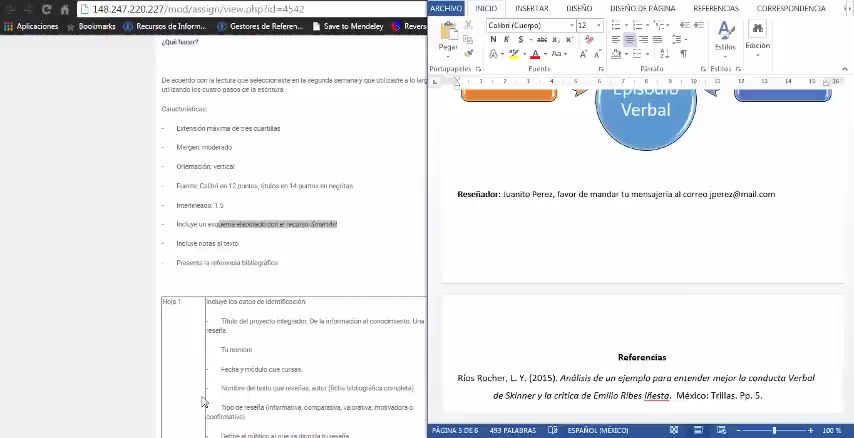 148.247.220.227/mod/assign/view.php?id=4542
Aplicaciones Bookmarks Recursos de Inform... Gestores de Referen... Save to Mendeley Revers
¿Qué hacer?
De acuerdo con la lectura que seleccionaste en la segunda semana y que utilizaste a lo larg
utilizando los cuatro pasos de la escritura
Características:
- Extensión máxima de tres cuartillas
- Margen: moderado
- Orientación: vertical
- Fuente: Calibri en 12 puntos, títulos en 14 puntos en negritas
- Interlineado: 1.5
- Incluye un esquema elaborado con el recurso SmartArt
- Incluye notas al texto
- Presenta la referencia bibliográfica
Hoja 1
Incluye los datos de identificación:
- Título del proyecto integrador: De la información al conocimiento. Una
reseña.
Tu nombre
- Fecha y módulo que cursas.
- Nombre del texto que reseñas, autor (ficha bibliográfica completa).
- Tipo de reseña (informativa, comparativa, valorativa, motivadora o
confirmativa).
- Define el público al que va dirigida tu reseña
ARCHIVO INICIO INSERTAR DISEÑO DISEÑO DE PÁGINA REFERENCIAS CORRESPONDENCIA
Calibri (Cuerpo) 12
N K S abc x₂ x²
Pegar
Aa
Estilos
Edición
Portapapeles Fuente Párrafo Estilos
1 2 3 4 5 6 7 8 9 10 11 12 13 14 15 16
Episodio
Verbal
Reseñador: Juanito Perez, favor de mandar tu mensajería al correo jperez@mail.com
Referencias
Ríos Rocher, L. Y. (2015). Análisis de un ejemplo para entender mejor la conducta Verbal
de Skinner y la critica de Emilio Ribes IÑesta. México: Trillas. Pp. 5.
PÁGINA 5 DE 6 493 PALABRAS ESPAÑOL (MÉXICO) 100 %